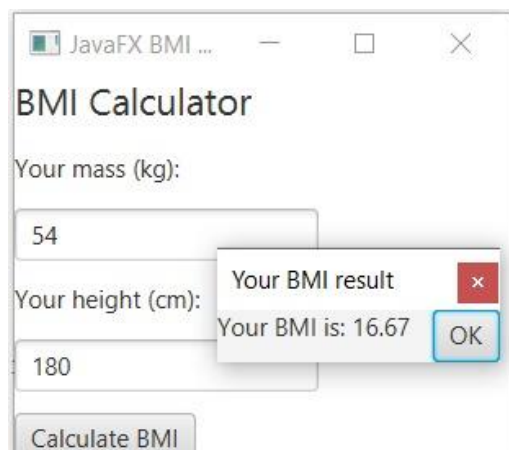 JavaFX BMI ...
BMI Calculator
Your mass (kg):
54
Your BMI result
Your height (cm):
Your BMI is: 16.67
OK
180
Calculate BMI